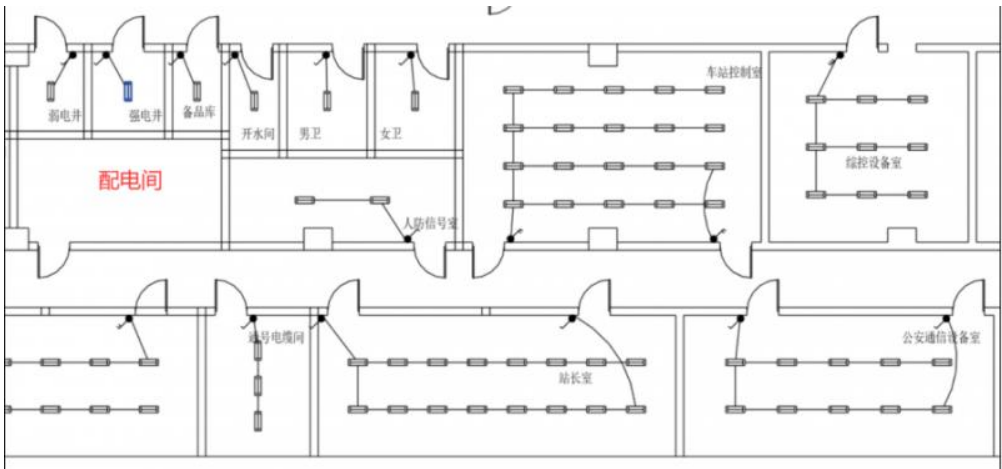 车站控制室
弱电井
强电井
备品库
开水间
男卫
女卫
综控设备室
配电间
人防信号室
通号电缆间
公安通信设备室
站长室